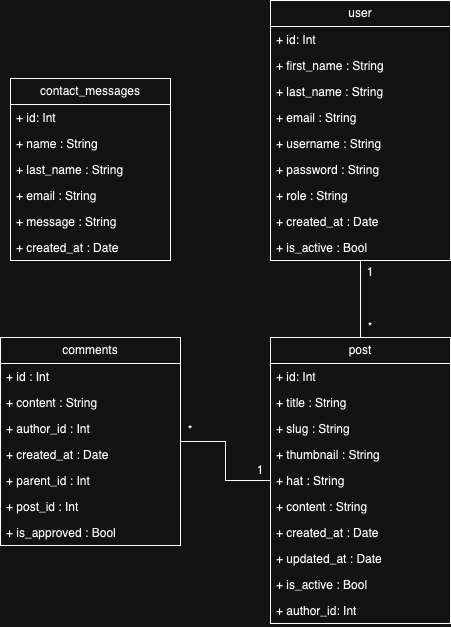 user
+ id: Int
+ first_name : String
+ last_name : String
+ email : String
+ username : String
+ password : String
+ role : String
+ created_at : Date
+ is_active : Bool
contact_messages
+ id: Int
+ name : String
+ last_name : String
+ email : String
+ message : String
+ created_at : Date
1
*
comments
+ id : Int
+ content : String
+ author_id : Int
+ created_at : Date
+ parent_id : Int
+ post_id : Int
+ is_approved : Bool
*
1
post
+ id: Int
+ title : String
+ slug : String
+ thumbnail : String
+ hat : String
+ content : String
+ created_at : Date
+ updated_at : Date
+ is_active : Bool
+ author_id: Int